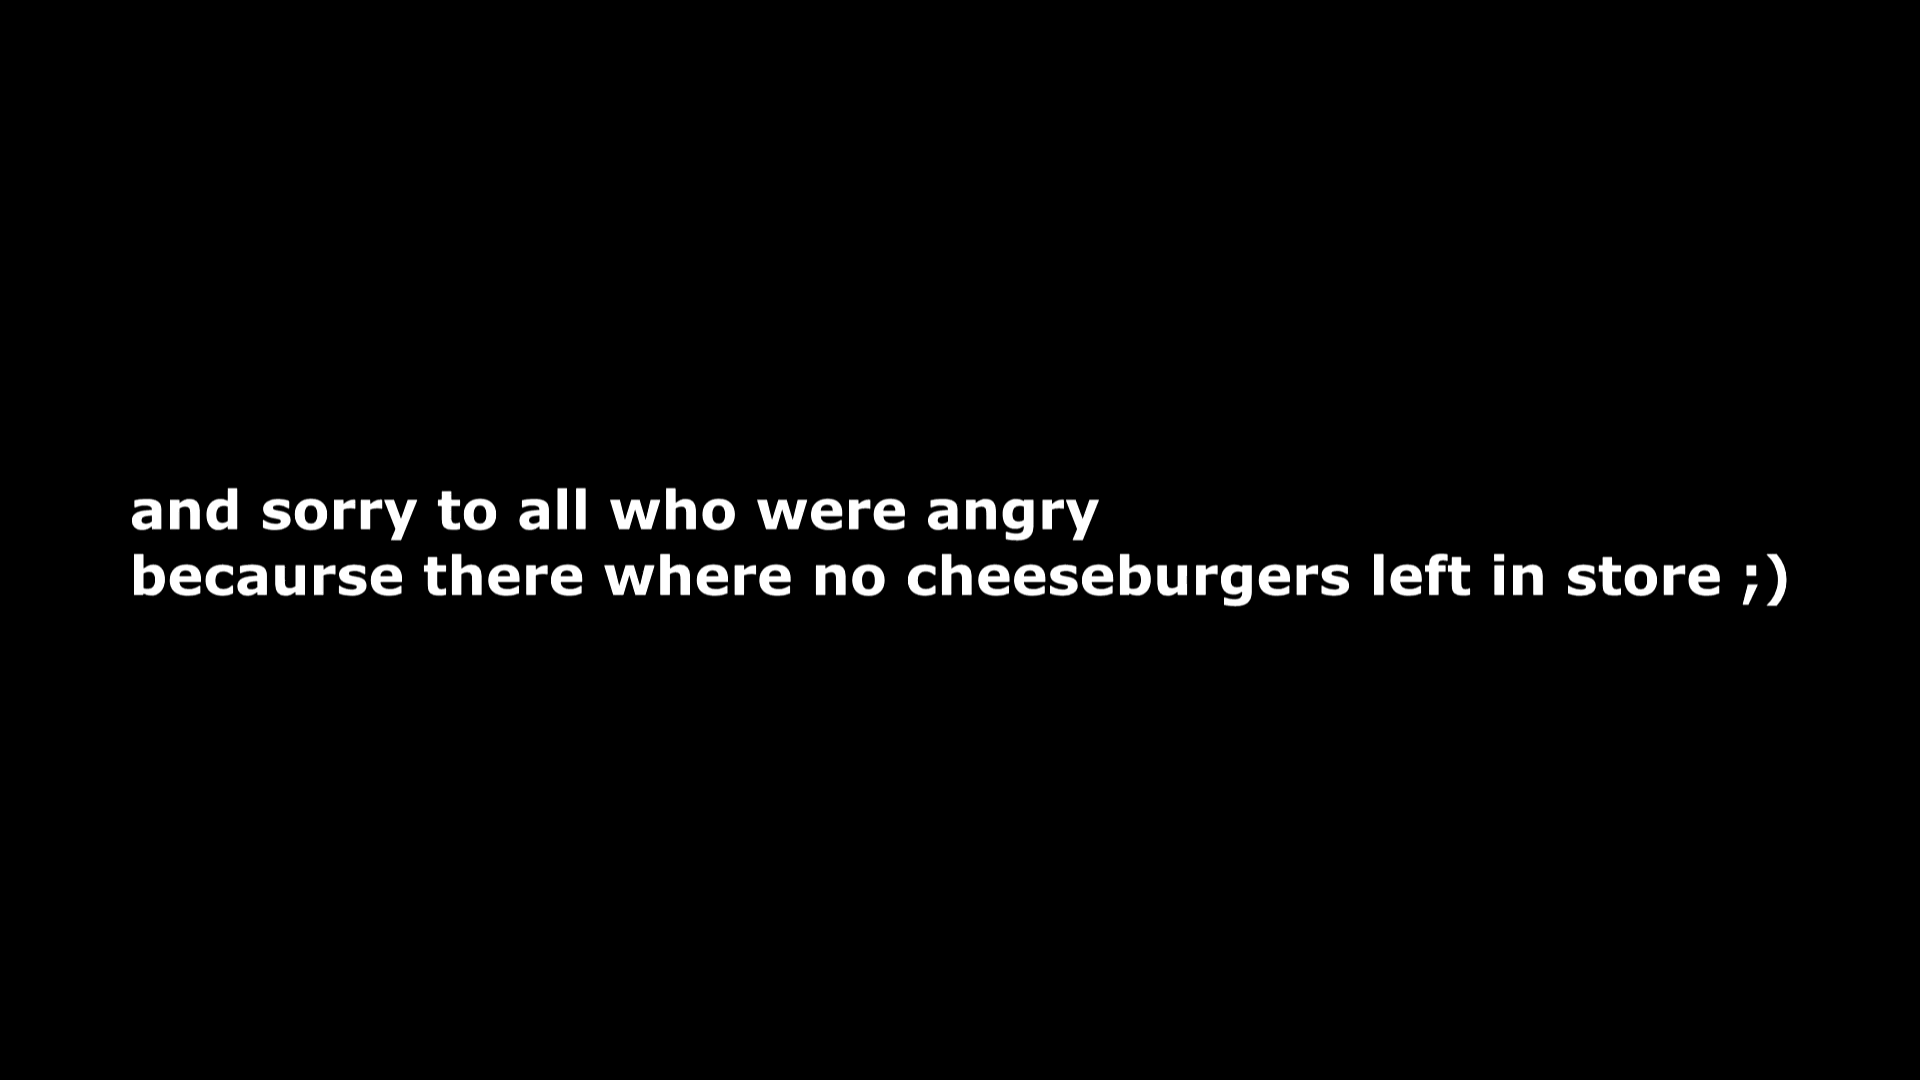 and sorry to all who were angry
becaurse there where no cheeseburgers left in store ;)